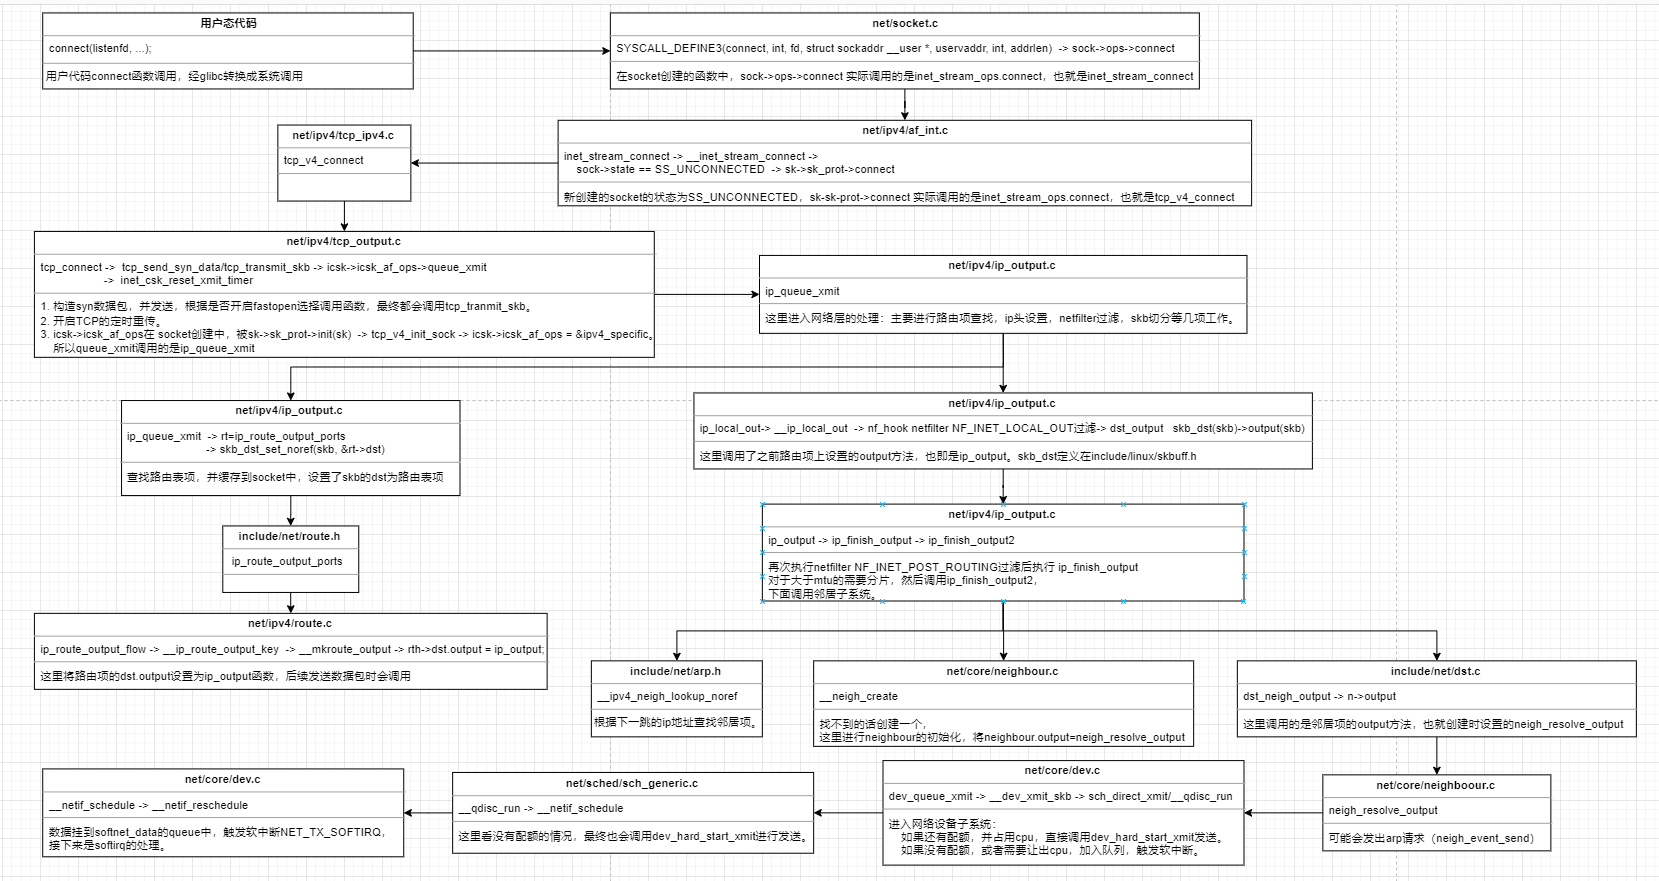 用户态代码
connect(listenfd, ...);
用户代码connect函数调用，经glibc转换成系统调用
net/socket.c
SYSCALL_DEFINE3(connect, int, fd, struct sockaddr __user *, uservaddr, int, addrlen) -> sock->ops->connect
在socket创建的函数中，sock->ops->connect 实际调用的是inet_stream_ops.connect，也就是inet_stream_connect
net/ipv4/af_int.c
inet_stream_connect -> __inet_stream_connect ->
sock->state == SS_UNCONNECTED -> sk->sk_prot->connect
新创建的socket的状态为SS_UNCONNECTED，sk-sk-prot->connect 实际调用的是inet_stream_ops.connect，也就是tcp_v4_connect
net/ipv4/tcp_ipv4.c
tcp_v4_connect
net/ipv4/tcp_output.c
tcp_connect -> tcp_send_syn_data/tcp_transmit_skb -> icsk->icsk_af_ops->queue_xmit
-> inet_csk_reset_xmit_timer
1. 构造syn数据包，并发送，根据是否开启fastopen选择调用函数，最终都会调用tcp_tranmit_skb。
2. 开启TCP的定时重传。
3. icsk->icsk_af_ops在 socket创建中，被sk->sk_prot->init(sk) -> tcp_v4_init_sock -> icsk->icsk_af_ops = &ipv4_specific。
所以queue_xmit调用的是ip_queue_xmit
net/ipv4/ip_output.c
ip_queue_xmit
这里进入网络层的处理：主要进行路由项查找，ip头设置，netfilter过滤，skb切分等几项工作。
net/ipv4/ip_output.c
ip_queue_xmit -> rt=ip_route_output_ports
-> skb_dst_set_noref(skb, &rt->dst)
查找路由表项，并缓存到socket中，设置了skb的dst为路由表项
include/net/route.h
ip_route_output_ports
net/ipv4/route.c
ip_route_output_flow -> __ip_route_output_key -> __mkroute_output -> rth->dst.output = ip_output;
这里将路由项的dst.output设置为ip_output函数，后续发送数据包时会调用
net/ipv4/ip_output.c
ip_local_out-> __ip_local_out -> nf_hook netfilter NF_INET_LOCAL_OUT过滤-> dst_output skb_dst(skb)->output(skb)
这里调用了之前路由项上设置的output方法，也即是ip_output。skb_dst定义在include/linux/skbuff.h
net/ipv4/ip_output.c
ip_output -> ip_finish_output -> ip_finish_output2
再次执行netfilter NF_INET_POST_ROUTING过滤后执行 ip_finish_output
对于大于mtu的需要分片，然后调用ip_finish_output2，
下面调用邻居子系统。
include/net/arp.h
__ipv4_neigh_lookup_noref
根据下一跳的ip地址查找邻居项。
net/core/neighbour.c
__neigh_create
找不到的话创建一个，
这里进行neighbour的初始化，将neighbour.output=neigh_resolve_output
include/net/dst.c
dst_neigh_output -> n->output
这里调用的是邻居项的output方法，也就创建时设置的neigh_resolve_output
net/core/neighboour.c
neigh_resolve_output
可能会发出arp请求（neigh_event_send）
net/core/dev.c
dev_queue_xmit -> __dev_xmit_skb -> sch_direct_xmit/__qdisc_run
进入网络设备子系统：
如果还有配额，并占用cpu，直接调用dev_hard_start_xmit发送。
如果没有配额，或者需要让出cpu，加入队列，触发软中断。
net/sched/sch_generic.c
__qdisc_run -> __netif_schedule
这里看没有配额的情况，最终也会调用dev_hard_start_xmit进行发送。
net/core/dev.c
__netif_schedule -> __netif_reschedule
数据挂到softnet_data的queue中，触发软中断NET_TX_SOFTIRQ，
接下来是softirq的处理。